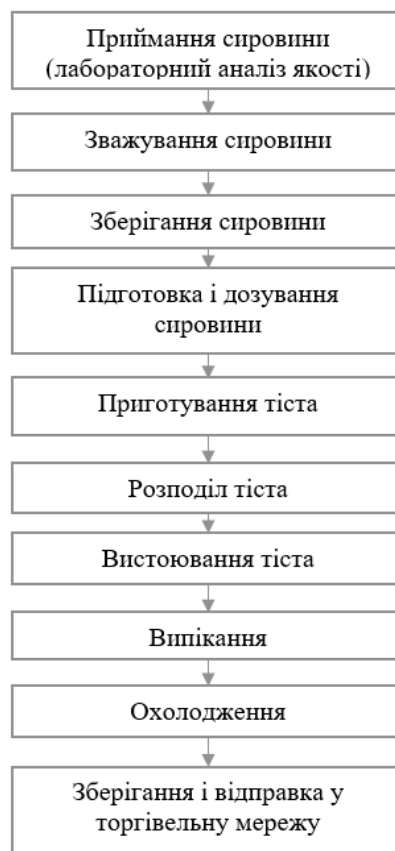 Приймання сировини
(лабораторний аналіз якості)
Зважування сировини
Зберігання сировини
Підготовка і дозування
сировини
Приготування тіста
Розподіл тіста
Вистоювання тіста
Випікання
Охолодження
Зберігання і відправка у
торгівельну мережу